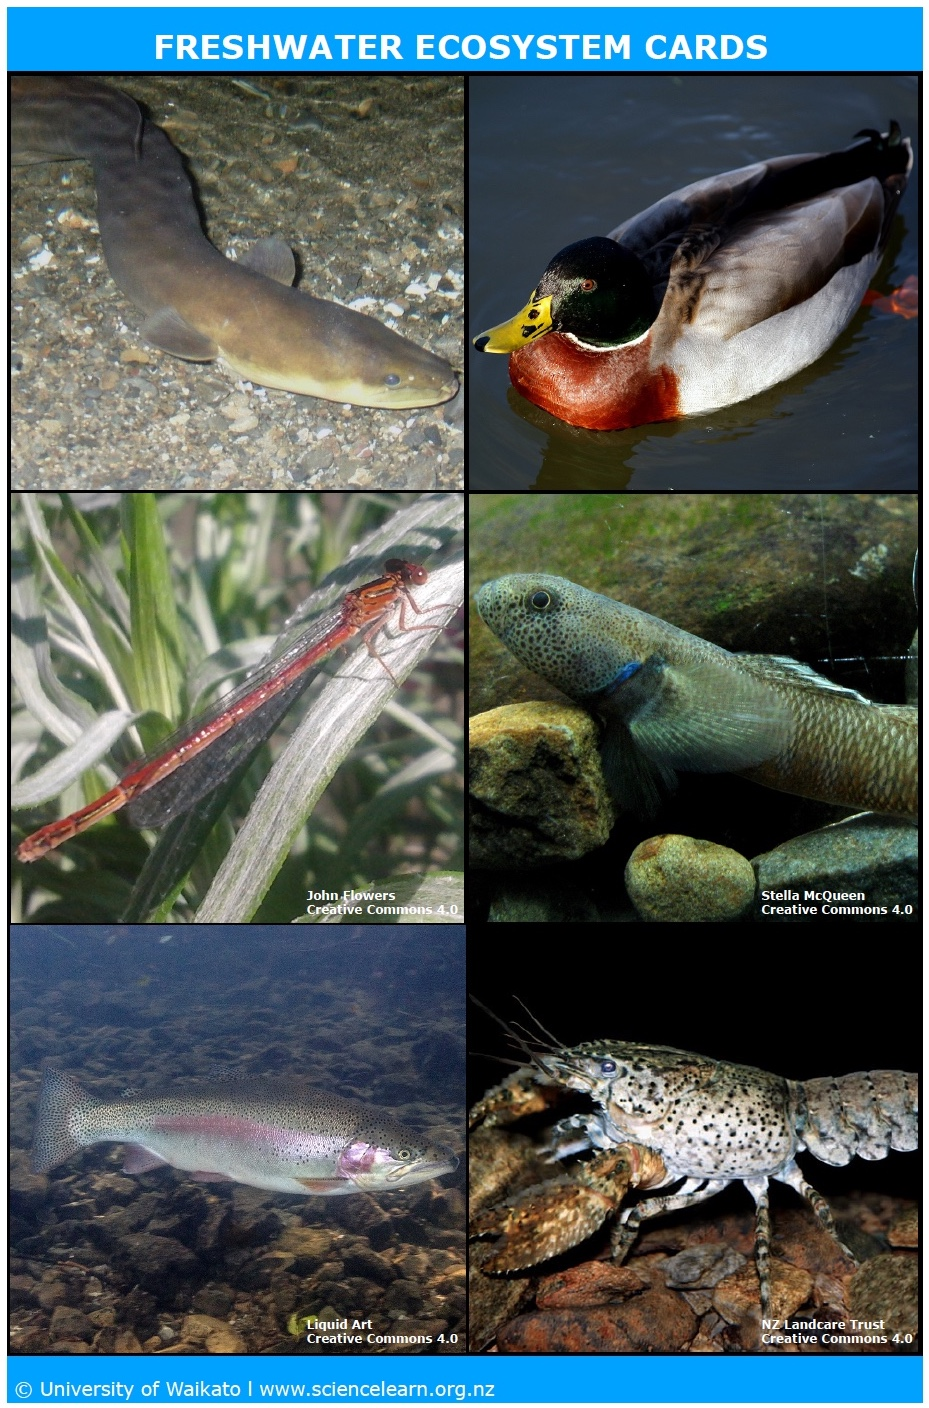 FRESHWATER ECOSYSTEM CARDS
John Flowers
Creative Commons 4.0
Stella McQueen
Creative Commons 4.0
Liquid Art
Creative Commons 4.0
NZ Landcare Trust
Creative Commons 4.0
© University of Waikato l www.sciencelearn.org.nz